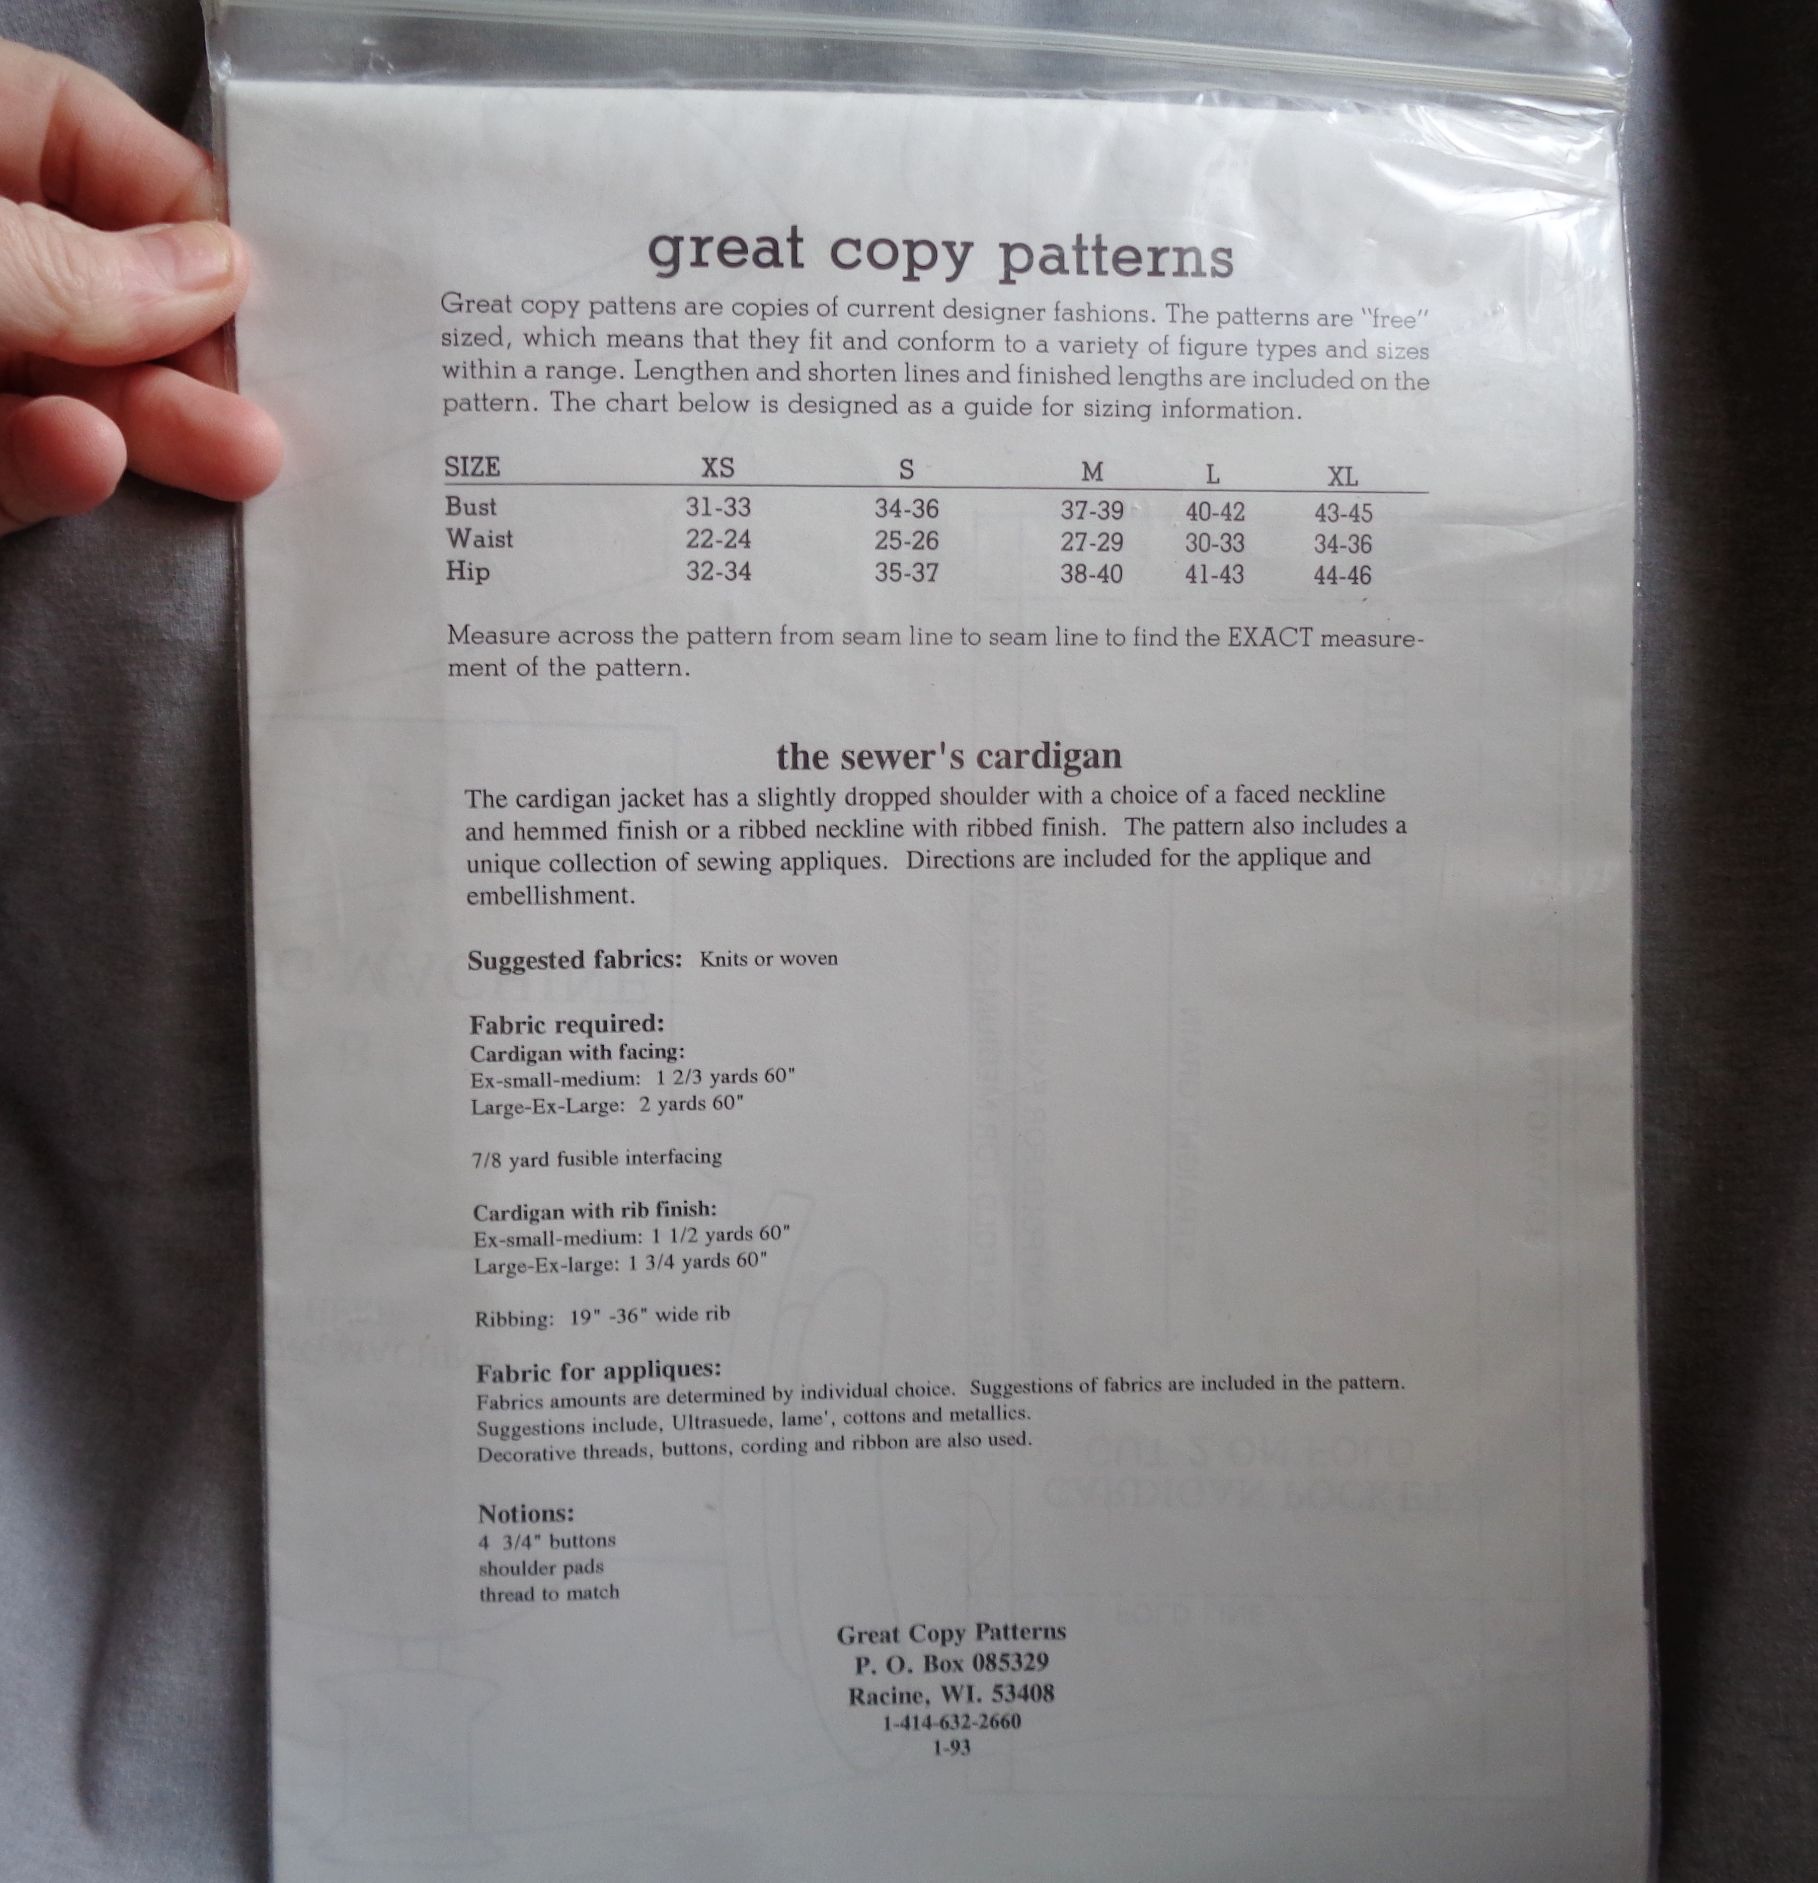 great copy patterns
Great copy pattens are copies of current designer fashions. The patterns are "free"
sized, which means that they fit and conform to a variety of figure types and sizes
within a range. Lengthen and shorten lines and finished lengths are included on the
pattern. The chart below is designed as a guide for sizing information.
SIZE XS S M L XL
Bust 31-33 34-36 37-39 40-42 43-45
Waist 22-24 25-26 27-29 30-33 34-36
Hip 32-34 35-37 38-40 41-43 44-46
Measure across the pattern from seam line to seam line to find the EXACT measure-
ment of the pattern.
the sewer's cardigan
The cardigan jacket has a slightly dropped shoulder with a choice of a faced neckline
and hemmed finish or a ribbed neckline with ribbed finish. The pattern also includes a
unique collection of sewing appliques. Directions are included for the applique and
embellishment.
Suggested fabrics: Knits or woven
Fabric required:
Cardigan with facing:
Ex-small-medium: 1 2/3 yards 60"
Large-Ex-Large: 2 yards 60"
7/8 yard fusible interfacing
Cardigan with rib finish:
Ex-small-medium: 1 1/2 yards 60"
Large-Ex-large: 1 3/4 yards 60"
Ribbing: 19" -36" wide rib
Fabric for appliques:
Fabrics amounts are determined by individual choice. Suggestions of fabrics are included in the pattern.
Suggestions include, Ultrasuede, lame', cottons and metallics.
Decorative threads, buttons, cording and ribbon are also used.
Notions:
4 3/4" buttons
shoulder pads
thread to match
Great Copy Patterns
P. O. Box 085329
Racine, WI. 53408
1-414-632-2660
1-93
CARDIGAN POCKET